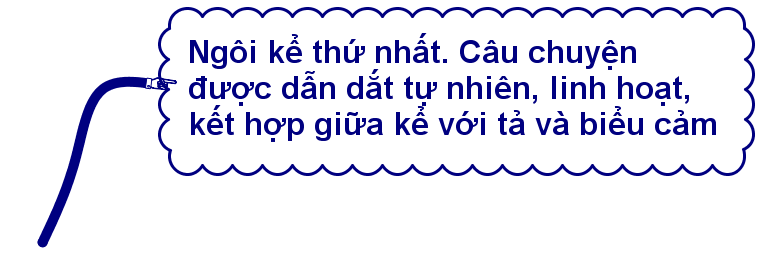 Ngôi kể thứ nhất. Câu chuyện
được dẫn dắt tự nhiên, linh hoạt,
kết hợp giữa kể với tả và biểu cảm